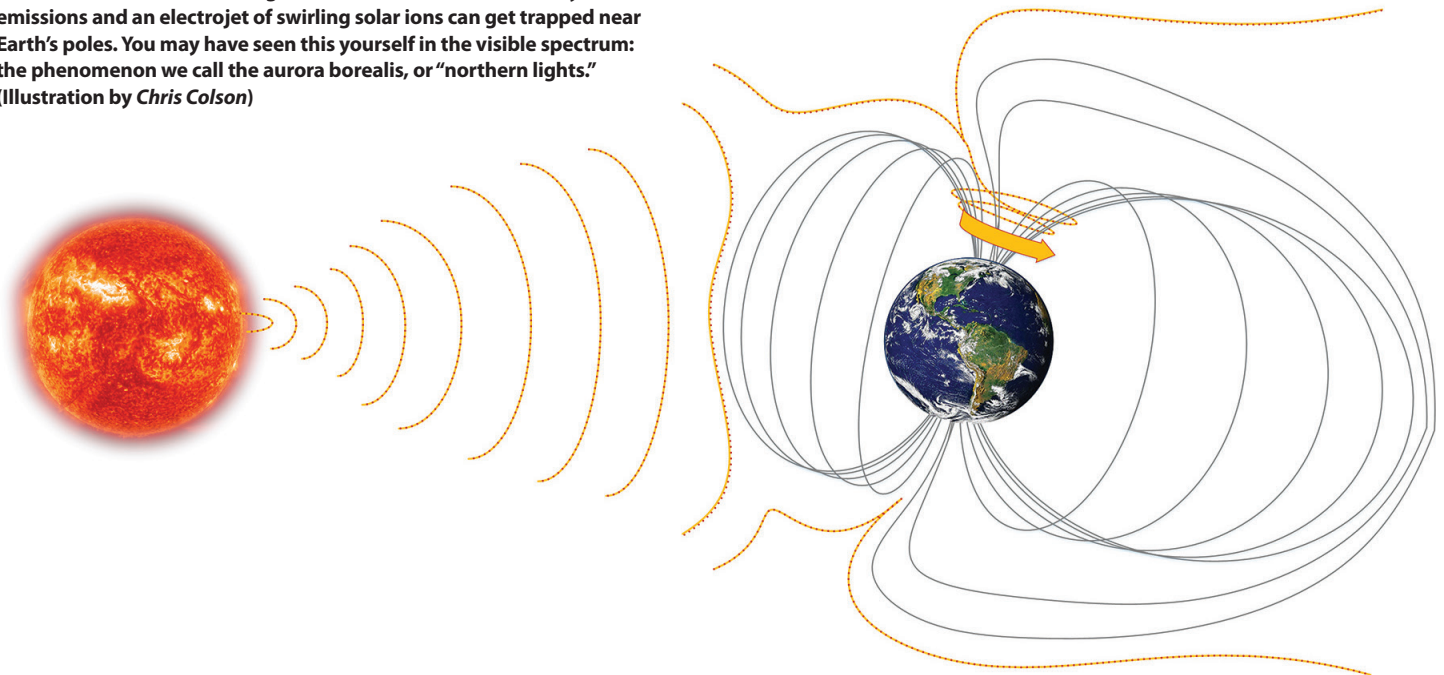 emissions and an electrojet of swirling solar ions can get trapped near
Earth’s poles. You may have seen this yourself in the visible spectrum:
the phenomenon we call the aurora borealis, or “northern lights.”
(Illustration by Chris Colson)